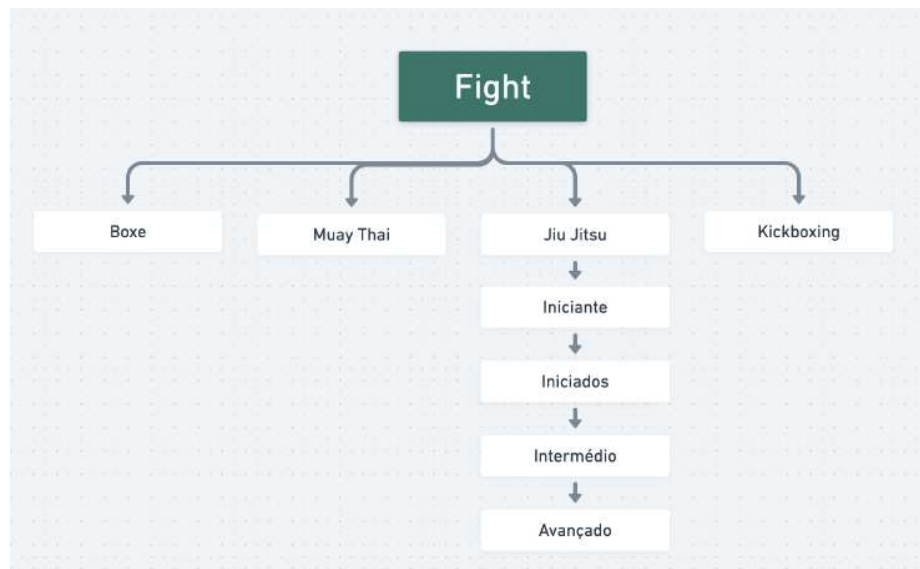 Fight
Boxe
Muay Thai
Jiu Jitsu
Kickboxing
Iniciante
Iniciados
Intermédio
Avançado